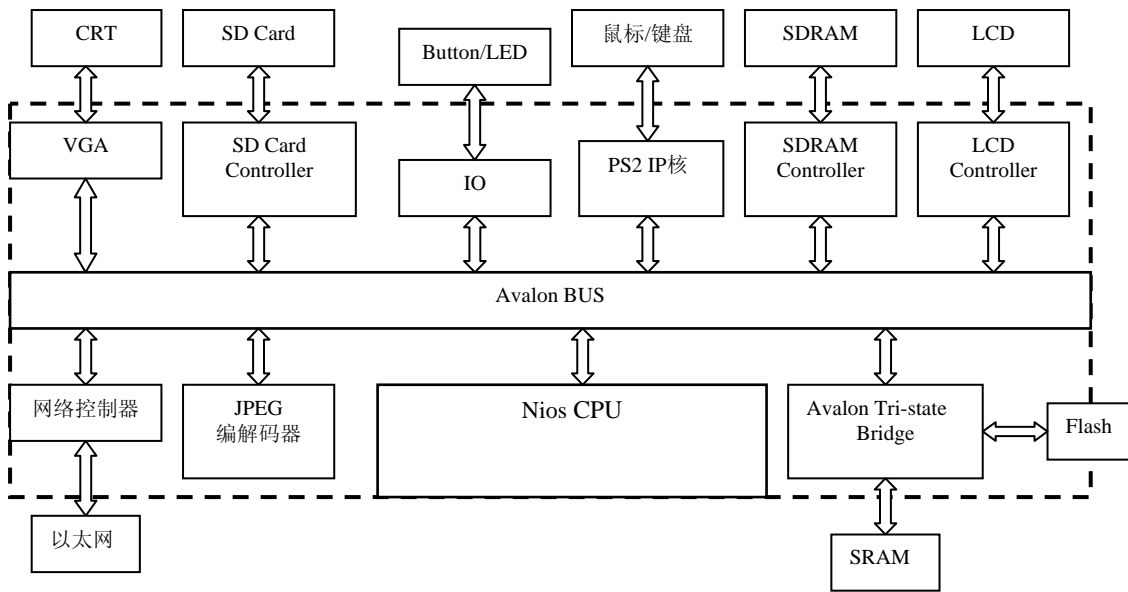 CRT
SD Card
Button/LED
鼠标/键盘
SDRAM
LCD
VGA
SD Card
Controller
IO
PS2 IP核
SDRAM
Controller
LCD
Controller
Avalon BUS
网络控制器
JPEG
编解码器
Nios CPU
Avalon Tri-state
Bridge
Flash
以太网
SRAM